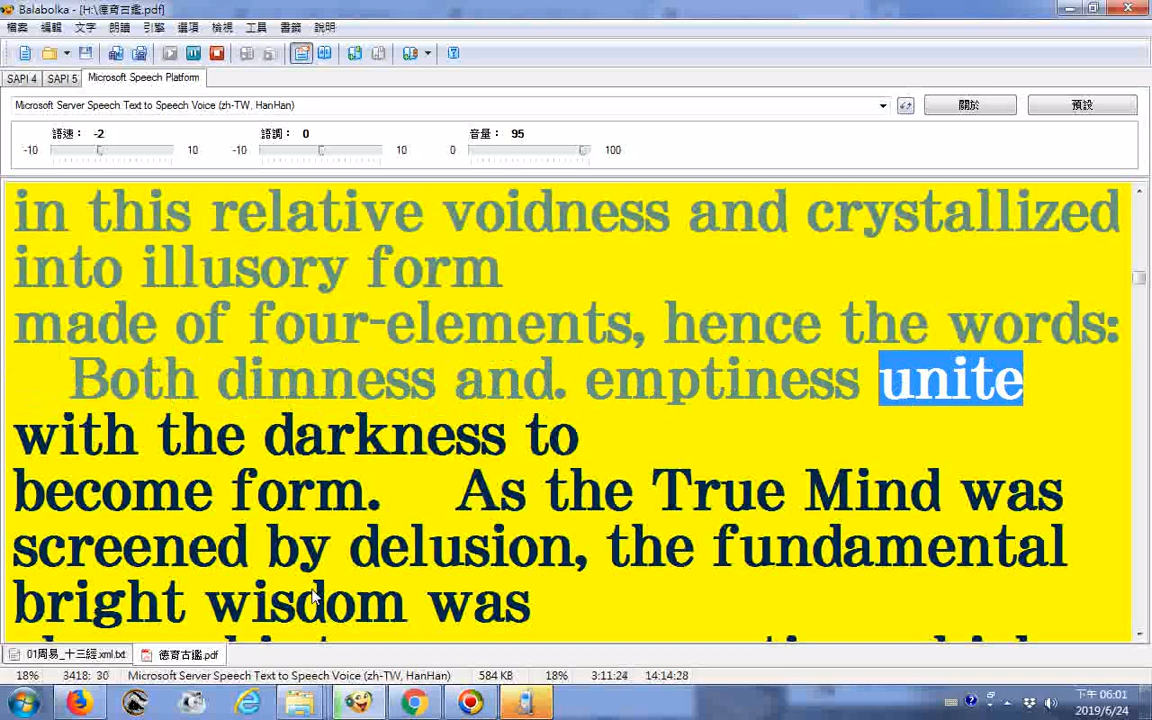 Balabolka - [H:\德育古鑑.pdf]
檔案 編輯 文字 朗讀 引擎 選項 檢視 工具 書籤 說明
SAPI 4 SAPI 5 Microsoft Speech Platform
Microsoft Server Speech Text to Speech Voice (zh-TW, HanHan) 關於 預設
語速： -2 語調： 0 音量： 95
-10 10 -10 10 0 100
in this relative voidness and crystallized
into illusory form
made of four-elements, hence the words:
Both dimness and. emptiness unite
with the darkness to
become form. As the True Mind was
screened by delusion, the fundamental
bright wisdom was
01周易_十三經.xml.txt 德育古鑑.pdf
18% 3418: 30 Microsoft Server Speech Text to Speech Voice (zh-TW, HanHan) 584 KB 18% 3:11:24 14:14:28
下午 06:01
2019/6/24